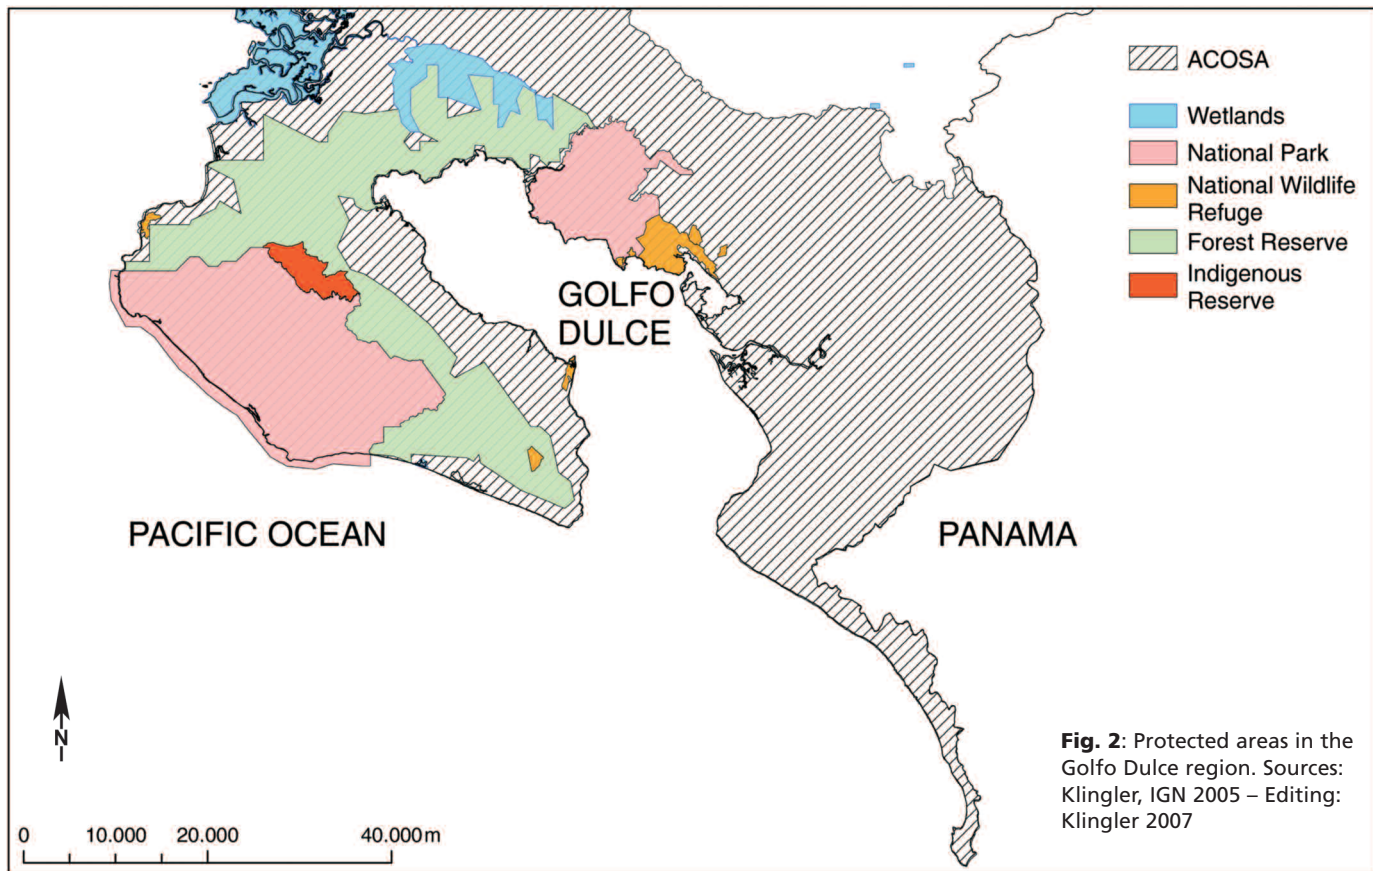 ACOSA
Wetlands
National Park
National Wildlife
Refuge
Forest Reserve
Indigenous
Reserve
GOLFO
DULCE
PACIFIC OCEAN
PANAMA
N
0 10.000 20.000 40.000 m
Fig. 2: Protected areas in the
Golfo Dulce region. Sources:
Klingler, IGN 2005 – Editing:
Klingler 2007